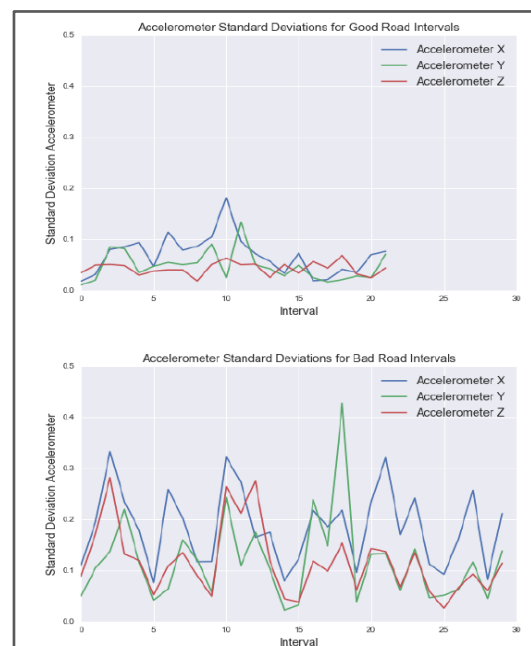 Accelerometer Standard Deviations for Good Road Intervals
0.5
Accelerometer X
Accelerometer Y
Accelerometer Z
0.4
0.3
0.2
0.1
0.0
Standard Deviation Accelerometer
0 5 10 15 20 25 30
Interval
Accelerometer Standard Deviations for Bad Road Intervals
0.5
Accelerometer X
Accelerometer Y
Accelerometer Z
0.4
0.3
0.2
0.1
0.0
Standard Deviation Accelerometer
0 5 10 15 20 25 30
Interval